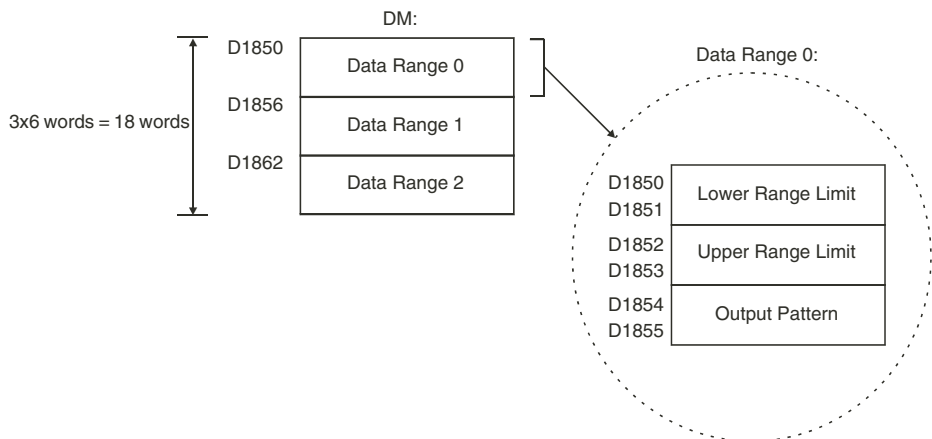 DM:
D1850
Data Range 0
D1856
Data Range 1
D1862
Data Range 2
3x6 words = 18 words
Data Range 0:
D1850
D1851
Lower Range Limit
D1852
D1853
Upper Range Limit
D1854
D1855
Output Pattern